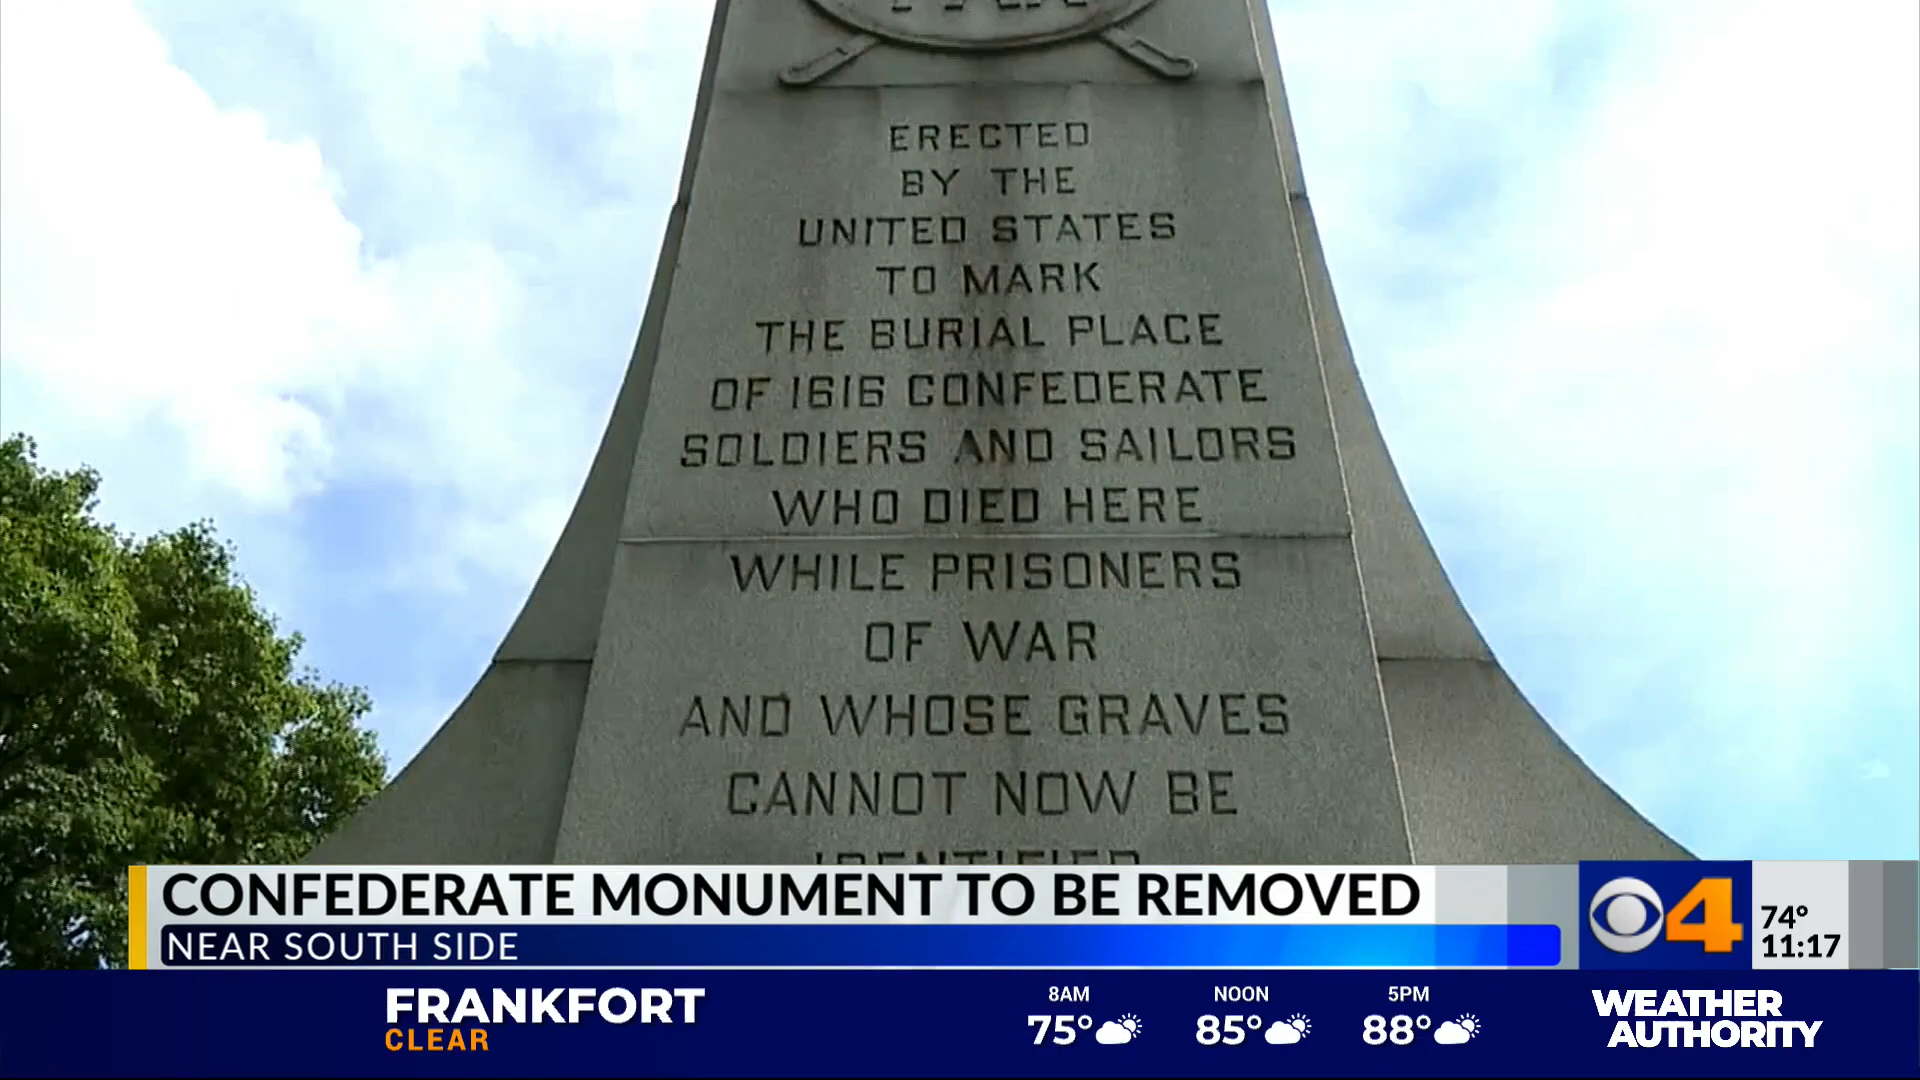 ERECTED
BY THE
UNITED STATES
TO MARK
THE BURIAL PLACE
OF 1616 CONFEDERATE
SOLDIERS AND SAILORS
WHO DIED HERE
WHILE PRISONERS
OF WAR
AND WHOSE GRAVES
CANNOT NOW BE
IDENTIFIED
CONFEDERATE MONUMENT TO BE REMOVED
NEAR SOUTH SIDE
4
74°
11:17
FRANKFORT
CLEAR
8AM
75°
NOON
85°
5PM
88°
WEATHER
AUTHORITY